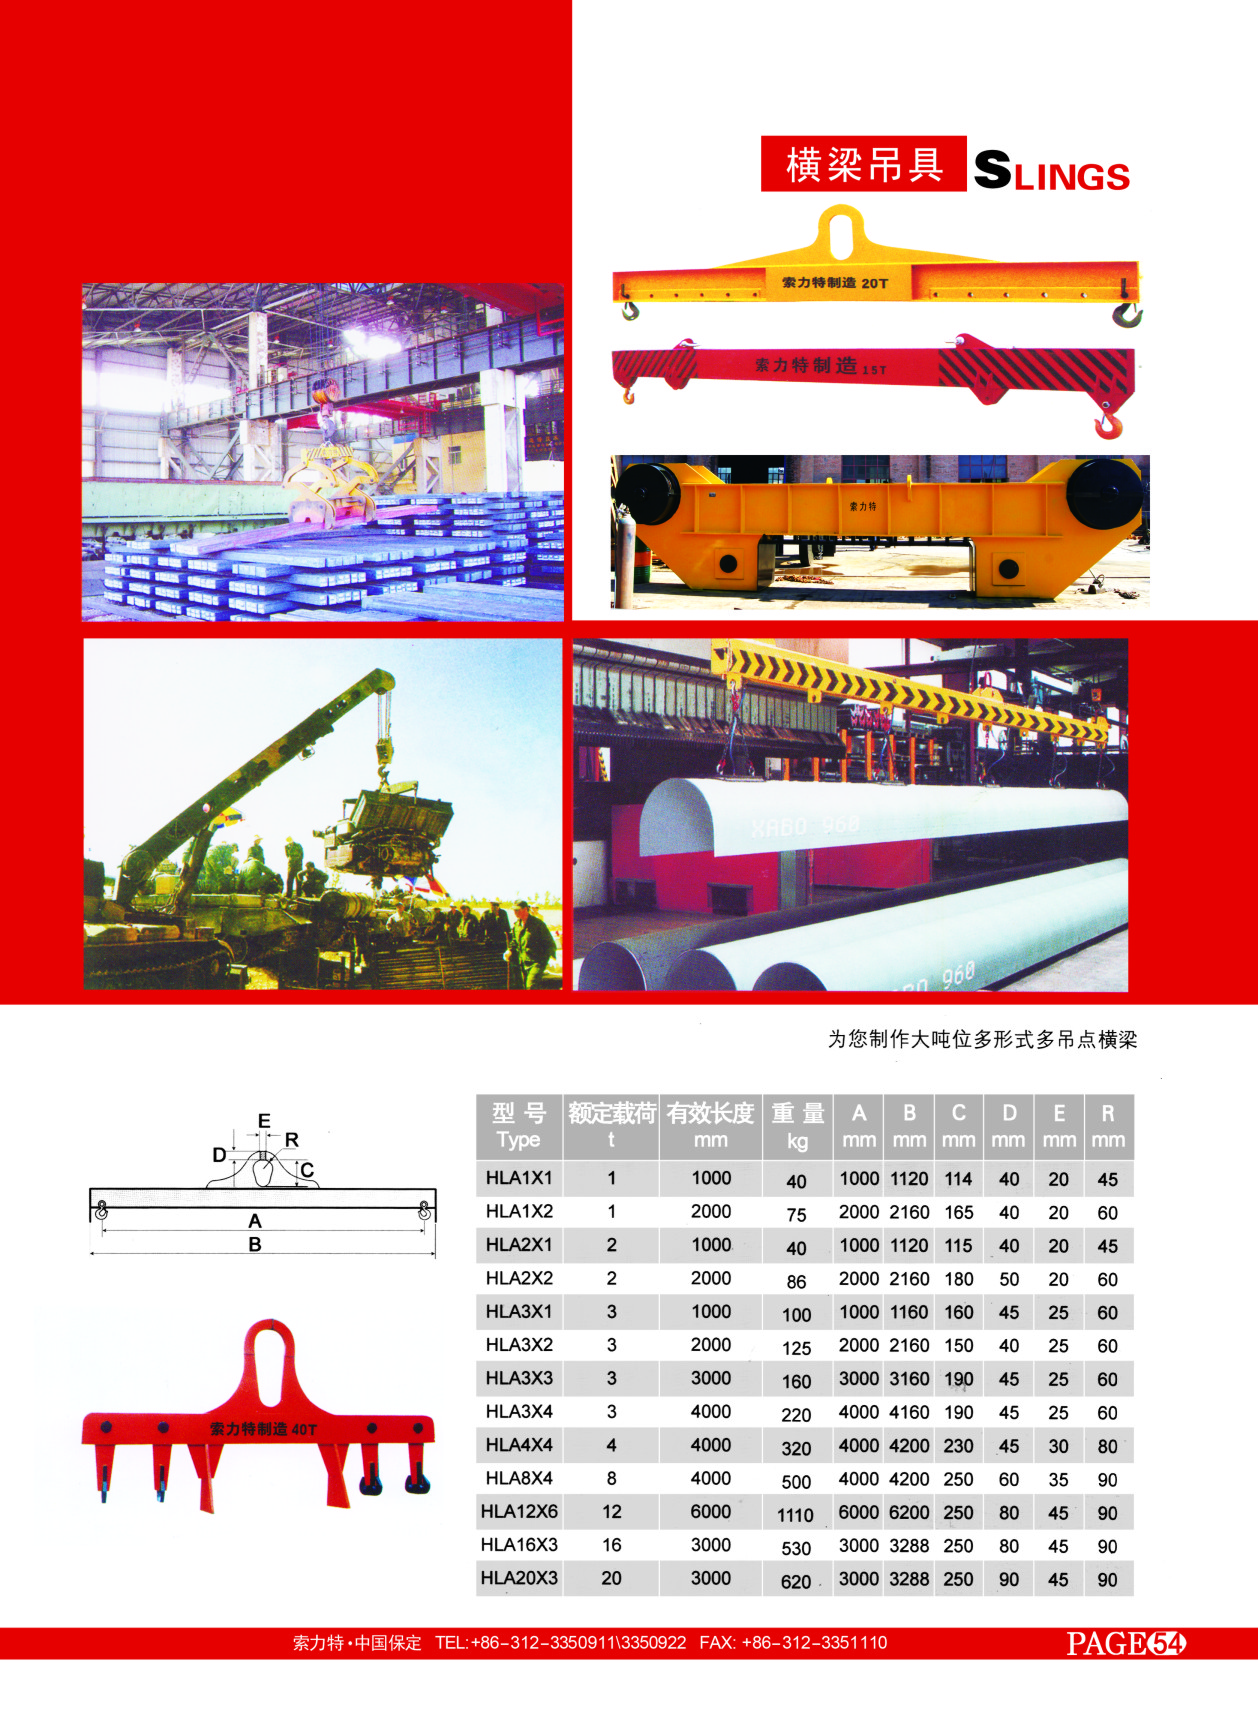 横梁吊具 SLINGS
索力特制造 20T
索力特制造 15T
索力特
XABO 960
960
为您制作大吨位多形式多吊点横梁
E
R
D
C
A
B
索力特制造 40T
型号 额定载荷 有效长度 重量 A B C D E R
Type t mm kg mm mm mm mm mm mm
HLA1X1 1 1000 40 1000 1120 114 40 20 45
HLA1X2 1 2000 75 2000 2160 165 40 20 60
HLA2X1 2 1000 40 1000 1120 115 40 20 45
HLA2X2 2 2000 86 2000 2160 180 50 20 60
HLA3X1 3 1000 100 1000 1160 160 45 25 60
HLA3X2 3 2000 125 2000 2160 150 40 25 60
HLA3X3 3 3000 160 3000 3160 190 45 25 60
HLA3X4 3 4000 220 4000 4160 190 45 25 60
HLA4X4 4 4000 320 4000 4200 230 45 30 80
HLA8X4 8 4000 500 4000 4200 250 60 35 90
HLA12X6 12 6000 1110 6000 6200 250 80 45 90
HLA16X3 16 3000 530 3000 3288 250 80 45 90
HLA20X3 20 3000 620 3000 3288 250 90 45 90
索力特·中国保定 TEL:+86-312-3350911\3350922 FAX: +86-312-3351110
PAGE 54